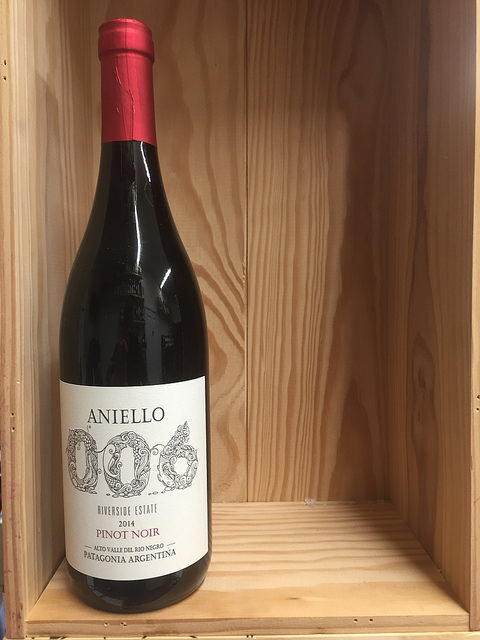 ANIELLO
006
RIVERSIDE ESTATE
2014
PINOT NOIR
ALTO VALLE DEL RIO NEGRO
PATAGONIA ARGENTINA